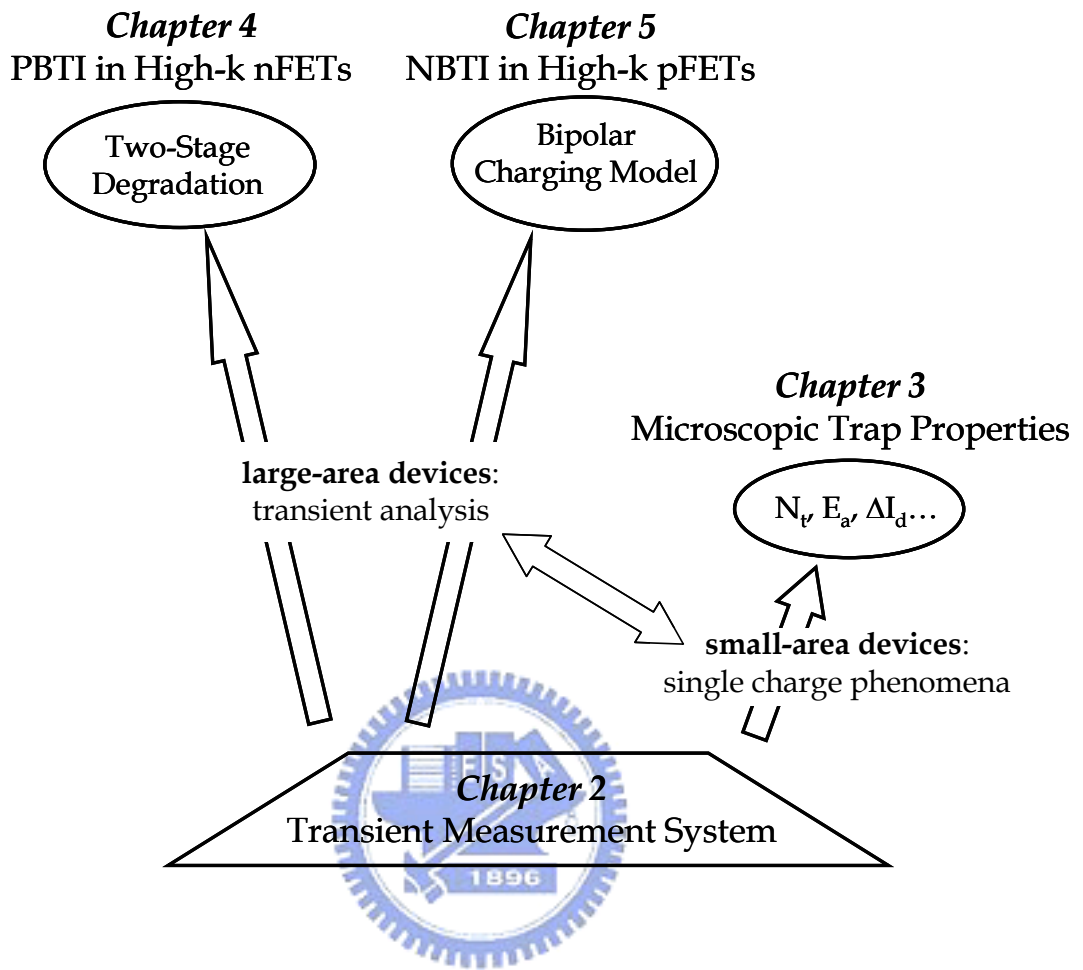 Chapter 4
PBTI in High-k nFETs
Two-Stage
Degradation
Chapter 5
NBTI in High-k pFETs
Bipolar
Charging Model
Chapter 3
Microscopic Trap Properties
Nt, Ea, ΔId…
large-area devices:
transient analysis
small-area devices:
single charge phenomena
Chapter 2
Transient Measurement System
E S A
1896